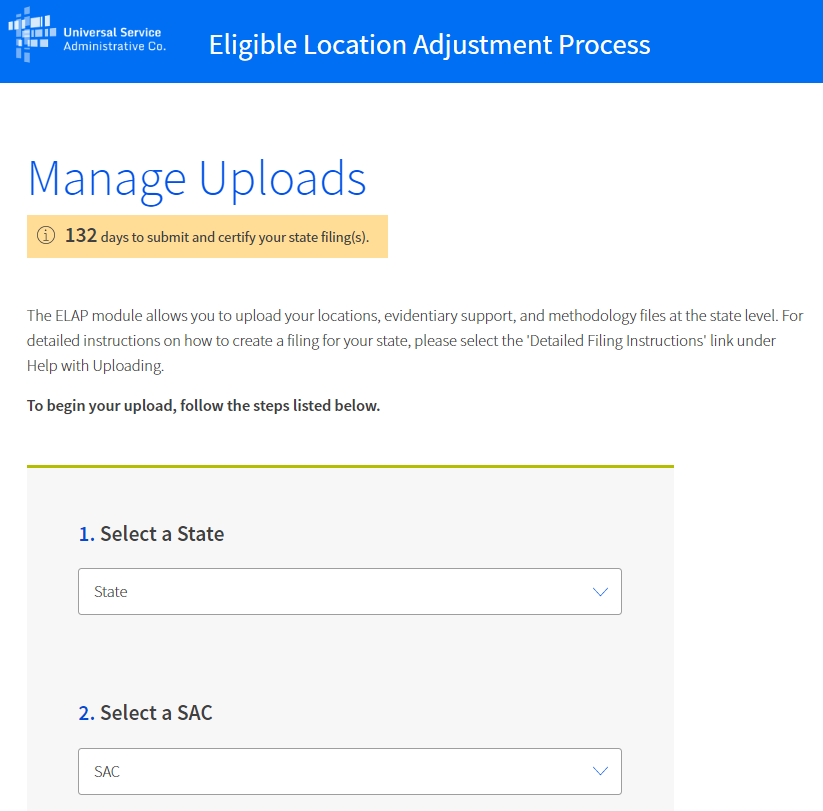 Universal Service
Administrative Co.
Eligible Location Adjustment Process
Manage Uploads
132 days to submit and certify your state filing(s).
The ELAP module allows you to upload your locations, evidentiary support, and methodology files at the state level. For
detailed instructions on how to create a filing for your state, please select the 'Detailed Filing Instructions' link under
Help with Uploading.
To begin your upload, follow the steps listed below.
1. Select a State
State
2. Select a SAC
SAC